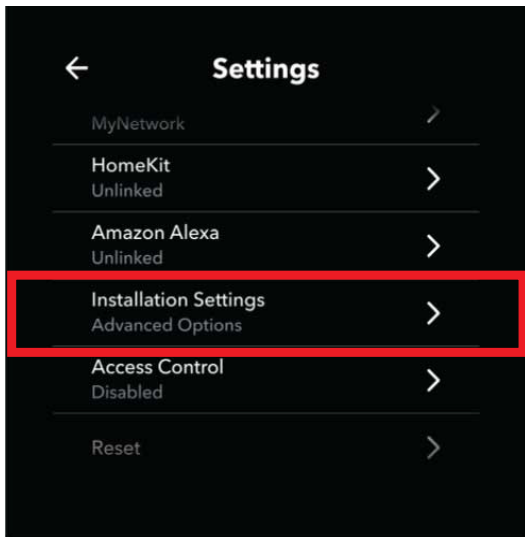 Settings
MyNetwork
HomeKit
Unlinked
Amazon Alexa
Unlinked
Installation Settings
Advanced Options
Access Control
Disabled
Reset